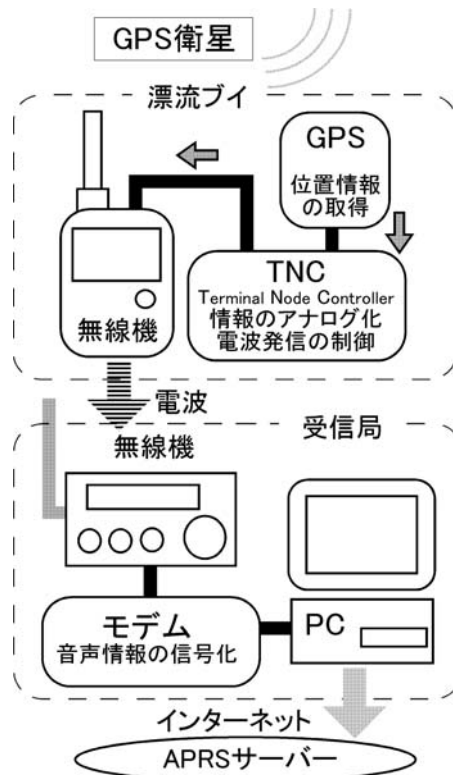 GPS衛星
漂流ブイ
GPS
位置情報
の取得
TNC
Terminal Node Controller
情報のアナログ化
電波発信の制御
無線機
電波
受信局
無線機
モデム
音声情報の信号化
PC
インターネット
APRSサーバー